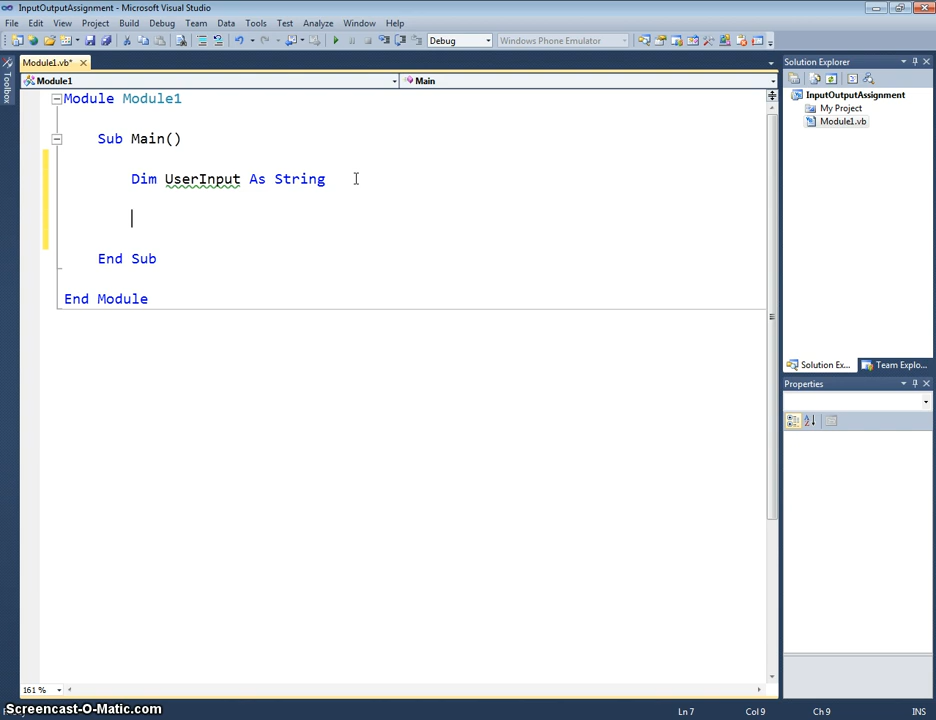 InputOutputAssignment - Microsoft Visual Studio
File Edit View Project Build Debug Team Data Tools Test Analyze Window Help
Debug Windows Phone Emulator
Toolbox
Module1.vb*
Module1 Main
Module Module1
Sub Main()
Dim UserInput As String
End Sub
End Module
Solution Explorer
InputOutputAssignment
My Project
Module1.vb
Solution Ex... Team Explo...
Properties
161 %
Ln 7 Col 9 Ch 9 INS
Screencast-O-Matic.com